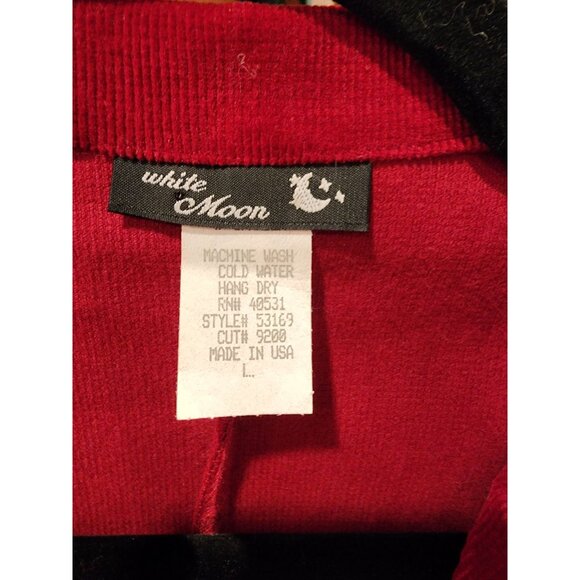 white
Moon
MACHINE WASH
COLD WATER
HANG DRY
RN# 40531
STYLE# 53169
CUT# 9200
MADE IN USA
L..